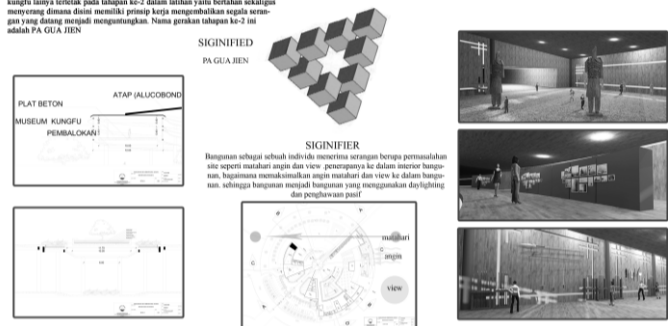 kungfu lainya terletak pada tahapan ke-2 dalam latihan yaitu bertahan sekaligus
menyerang dimana disini memiliki prinsip kerja mengembalikan segala seran-
gan yang datang menjadi menguntungkan. Nama gerakan tahapan ke-2 ini
adalah PA GUA JIEN
SIGINIFIED
PA GUA JIEN
ATAP (ALUCOBOND
PLAT BETON
MUSEUM KUNGFU
PEMBALOKAN
SIGINIFIER
Bangunan sebagai sebuah individu menerima serangan berupa permasalahan
site seperti matahari angin dan view .penerapanya ke dalam interior bangu-
nan, bagaimana memaksimalkan angin matahari dan view ke dalam bangu-
nan. sehingga bangunan menjadi bangunan yang menggunakan daylighting
dan penghawaan pasif
matahari
angin
view